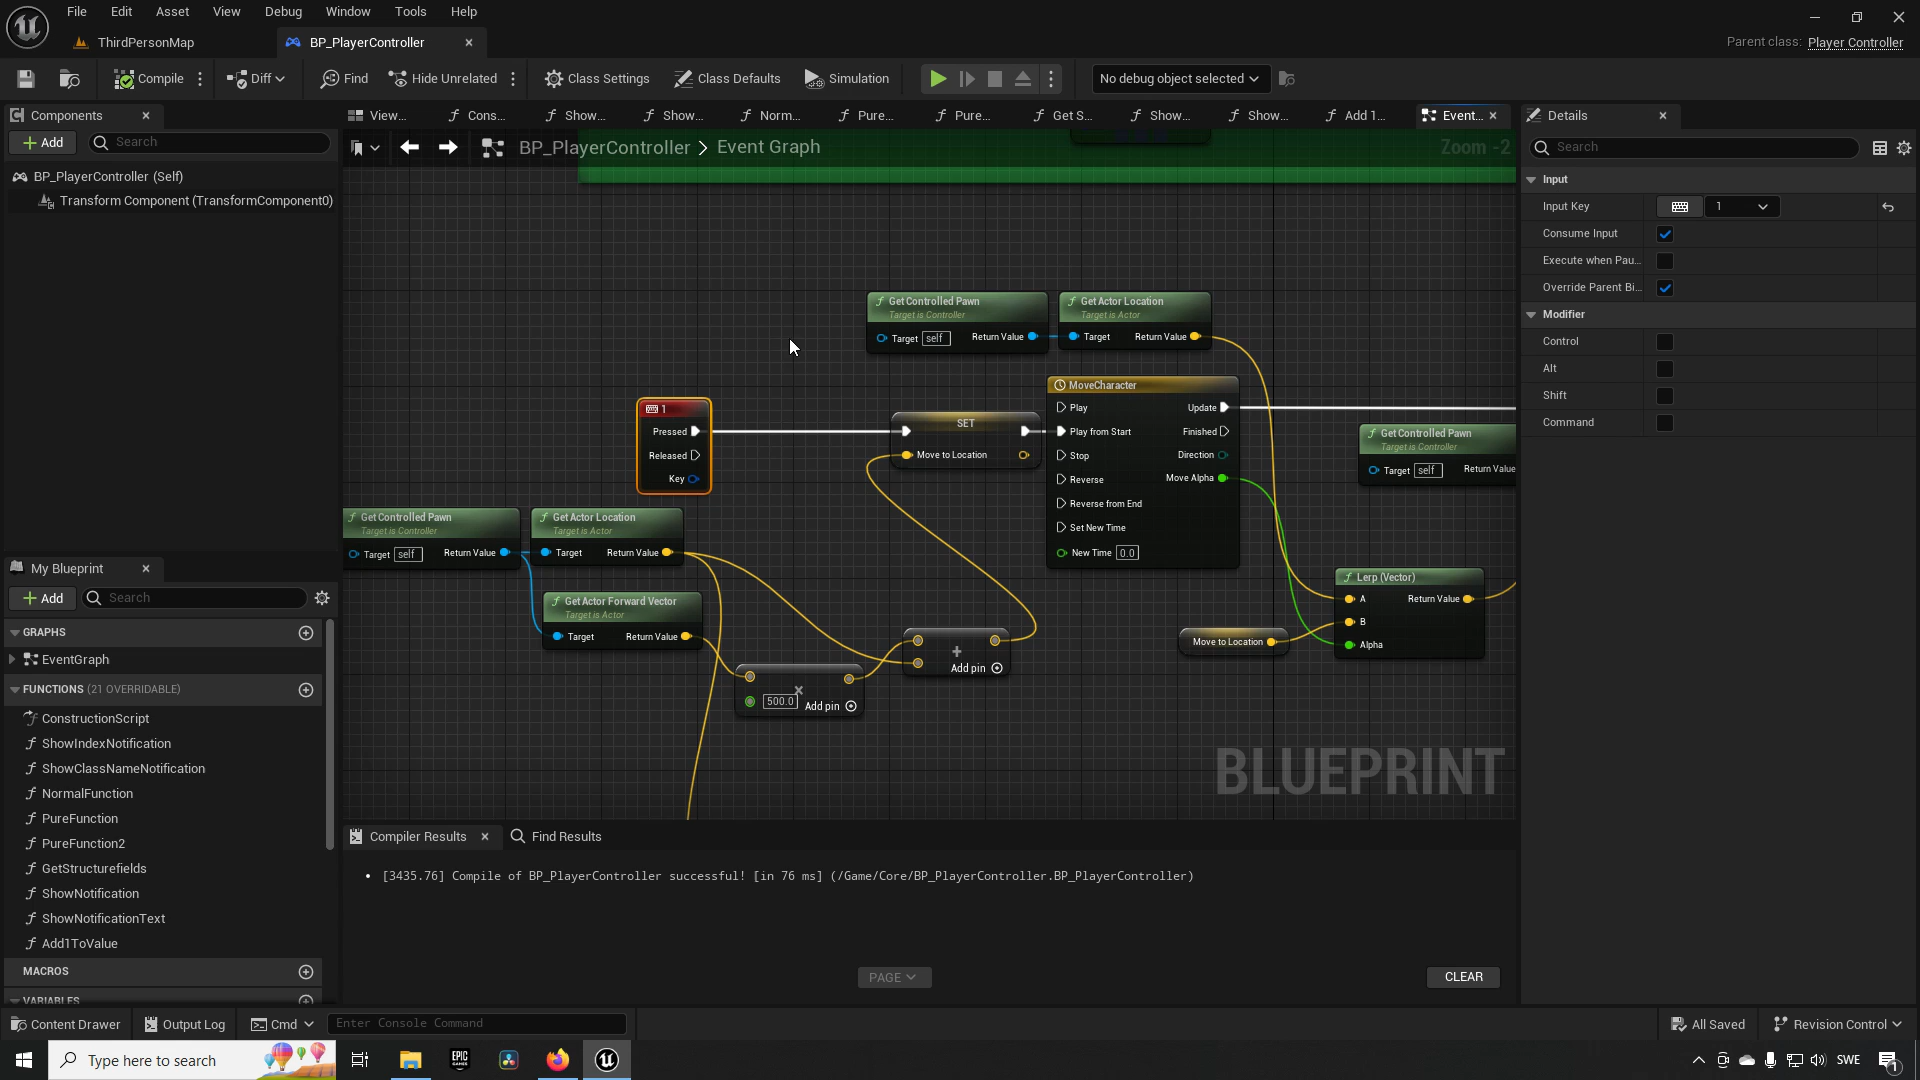 File Edit Asset View Debug Window Tools Help
ThirdPersonMap
BP_PlayerController
Parent class: Player Controller
Compile
Diff
Find
Hide Unrelated
Class Settings
Class Defaults
Simulation
No debug object selected
Components
Add
Search
BP_PlayerController (Self)
Transform Component (TransformComponent0)
My Blueprint
Add
Search
GRAPHS
EventGraph
FUNCTIONS (21 OVERRIDABLE)
ConstructionScript
ShowIndexNotification
ShowClassNameNotification
NormalFunction
PureFunction
PureFunction2
GetStructurefields
ShowNotification
ShowNotificationText
Add1ToValue
MACROS
VARIABLES
View... Cons... Show... Show... Norm... Pure... Pure... Get S... Show... Show... Add 1... Event...
BP_PlayerController > Event Graph
Zoom -2
Get Controlled Pawn
Target is Controller
Target self Return Value
Get Actor Location
Target is Actor
Target Return Value
1
Pressed
Released
Key
SET
Move to Location
MoveCharacter
Play Update
Play from Start Finished
Stop Direction
Reverse Move Alpha
Reverse from End
Set New Time
New Time 0.0
Get Controlled Pawn
Target is Controller
Target self Return Value
Get Controlled Pawn
Target is Controller
Target self Return Value
Get Actor Location
Target is Actor
Target Return Value
Get Actor Forward Vector
Target is Actor
Target Return Value
500.0
Add pin
Add pin
Move to Location
Lerp (Vector)
A Return Value
B
Alpha
BLUEPRINT
Compiler Results
Find Results
• [3435.76] Compile of BP_PlayerController successful! [in 76 ms] (/Game/Core/BP_PlayerController.BP_PlayerController)
PAGE
CLEAR
Details
Search
Input
Input Key 1
Consume Input
Execute when Pau...
Override Parent Bi...
Modifier
Control
Alt
Shift
Command
Content Drawer
Output Log
Cmd
Enter Console Command
All Saved
Revision Control
Type here to search
EPIC
GAMES
SWE
1